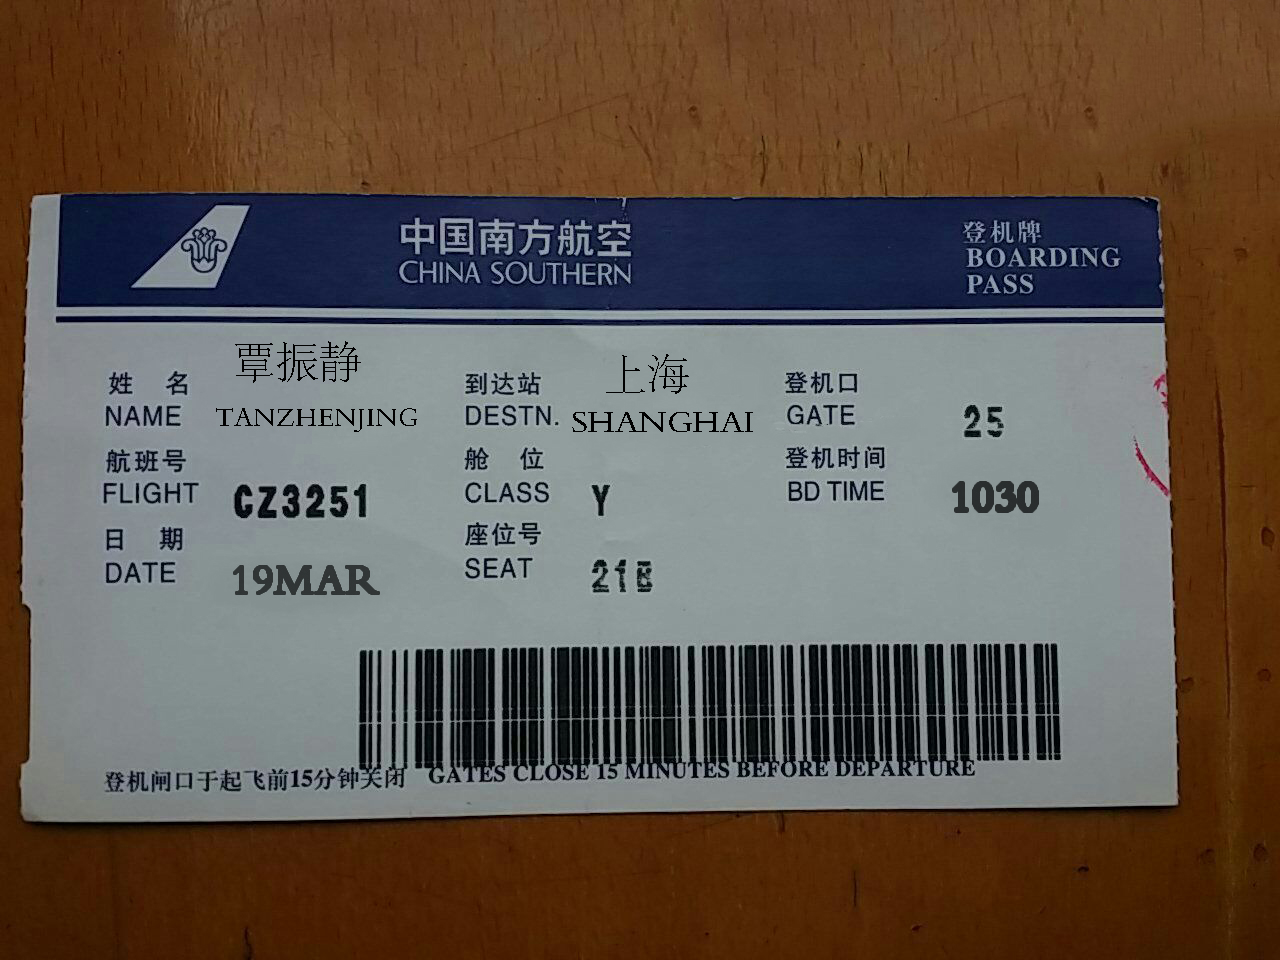 中国南方航空
CHINA SOUTHERN
登机牌
BOARDING
PASS
姓 名 覃振静
NAME TANZHENJING
到达站 上海
DESTN. SHANGHAI
登机口
GATE 25
航班号
FLIGHT CZ3251
舱 位
CLASS Y
登机时间
BD TIME 1030
日 期
DATE 19MAR
座位号
SEAT 21B
登机闸口于起飞前15分钟关闭 GATES CLOSE 15 MINUTES BEFORE DEPARTURE